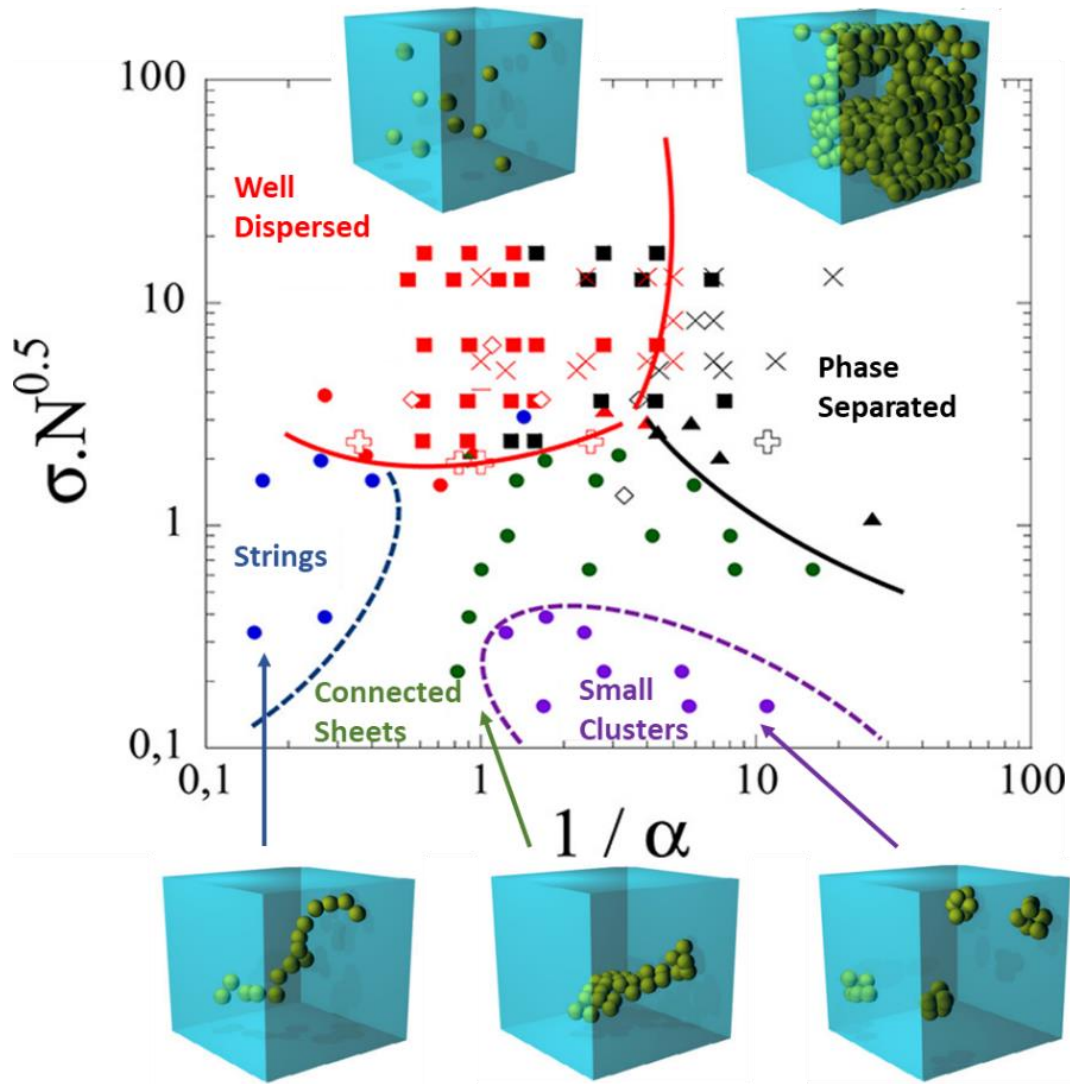 100
Well
Dispersed
10
Phase
Separated
σ.N^0.5
1
Strings
Connected
Sheets
Small
Clusters
0,1
0,1
1
10
100
1 / α